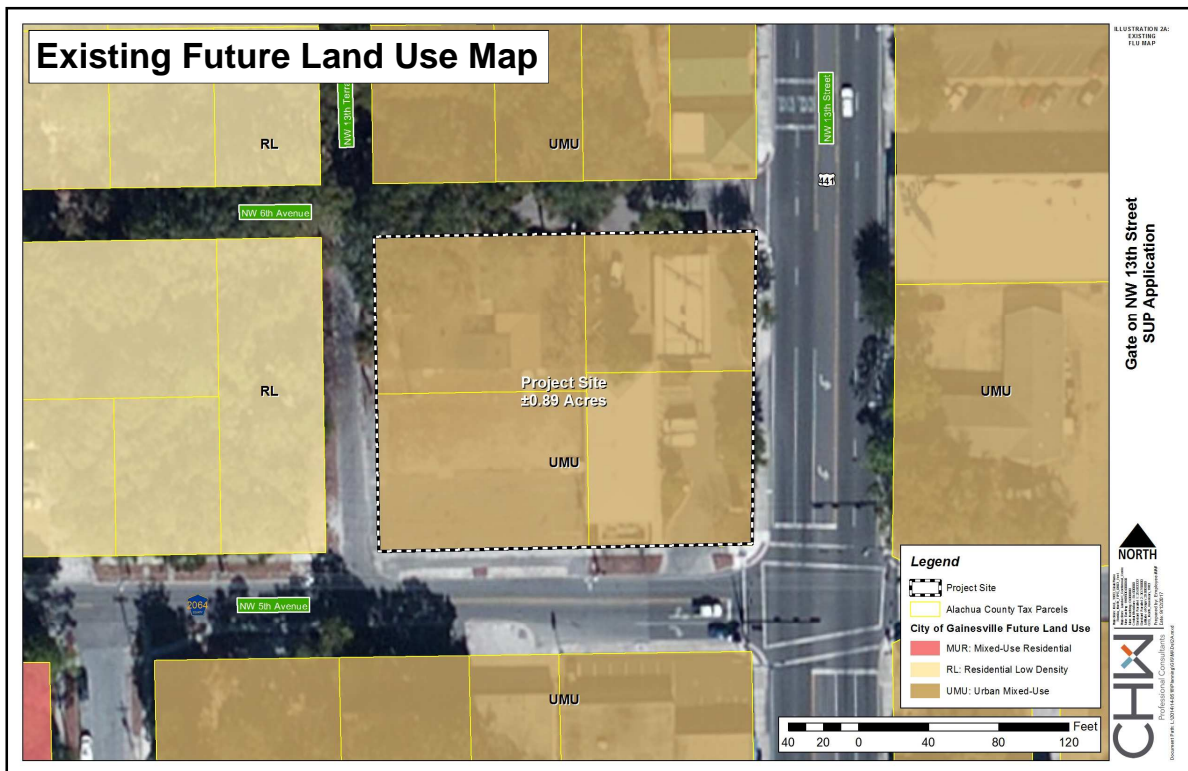 Existing Future Land Use Map
ILLUSTRATION 2A:
EXISTING
FLU MAP
NW 13th Terra
NW 13th Street
RL
UMU
441
NW 6th Avenue
Gate on NW 13th Street
SUP Application
Project Site
±0.89 Acres
RL
UMU
UMU
NORTH
Legend
Project Site
Alachua County Tax Parcels
City of Gainesville Future Land Use
MUR: Mixed-Use Residential
RL: Residential Low Density
UMU: Urban Mixed-Use
2064
NW 5th Avenue
UMU
Feet
40 20 0 40 80 120
CHW
Professional Consultants